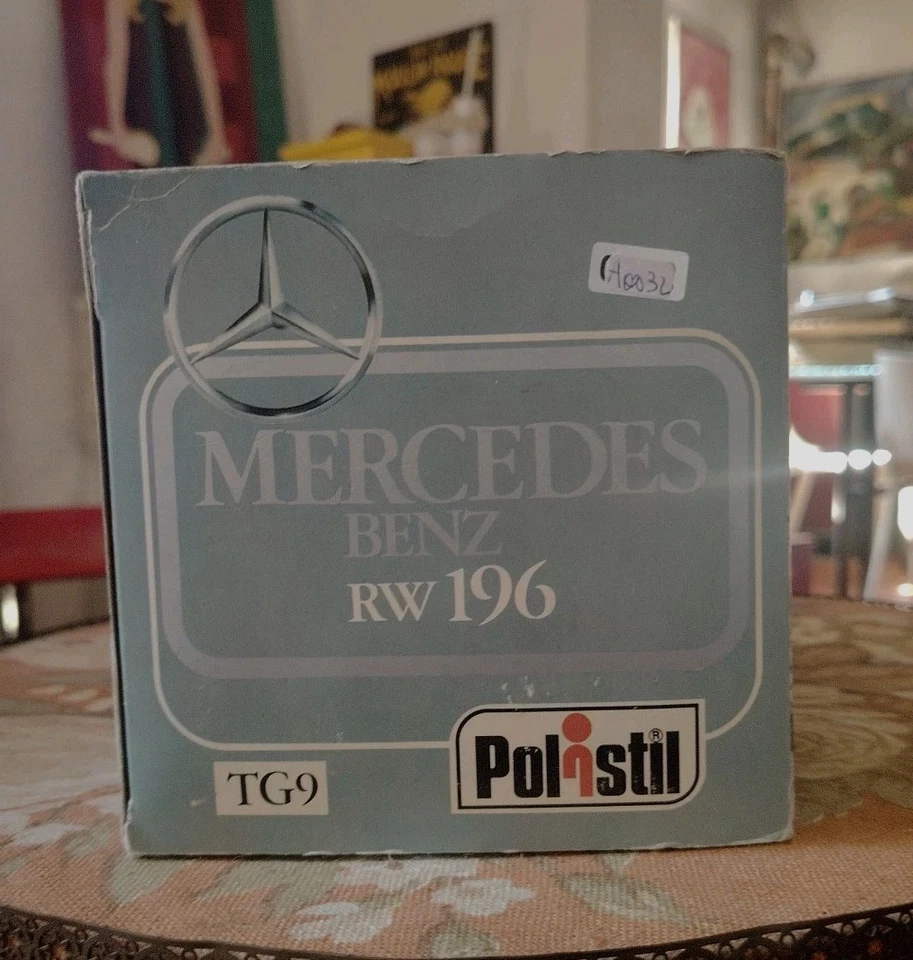 A0032
MERCEDES
BENZ
RW 196
Polistil®
TG9